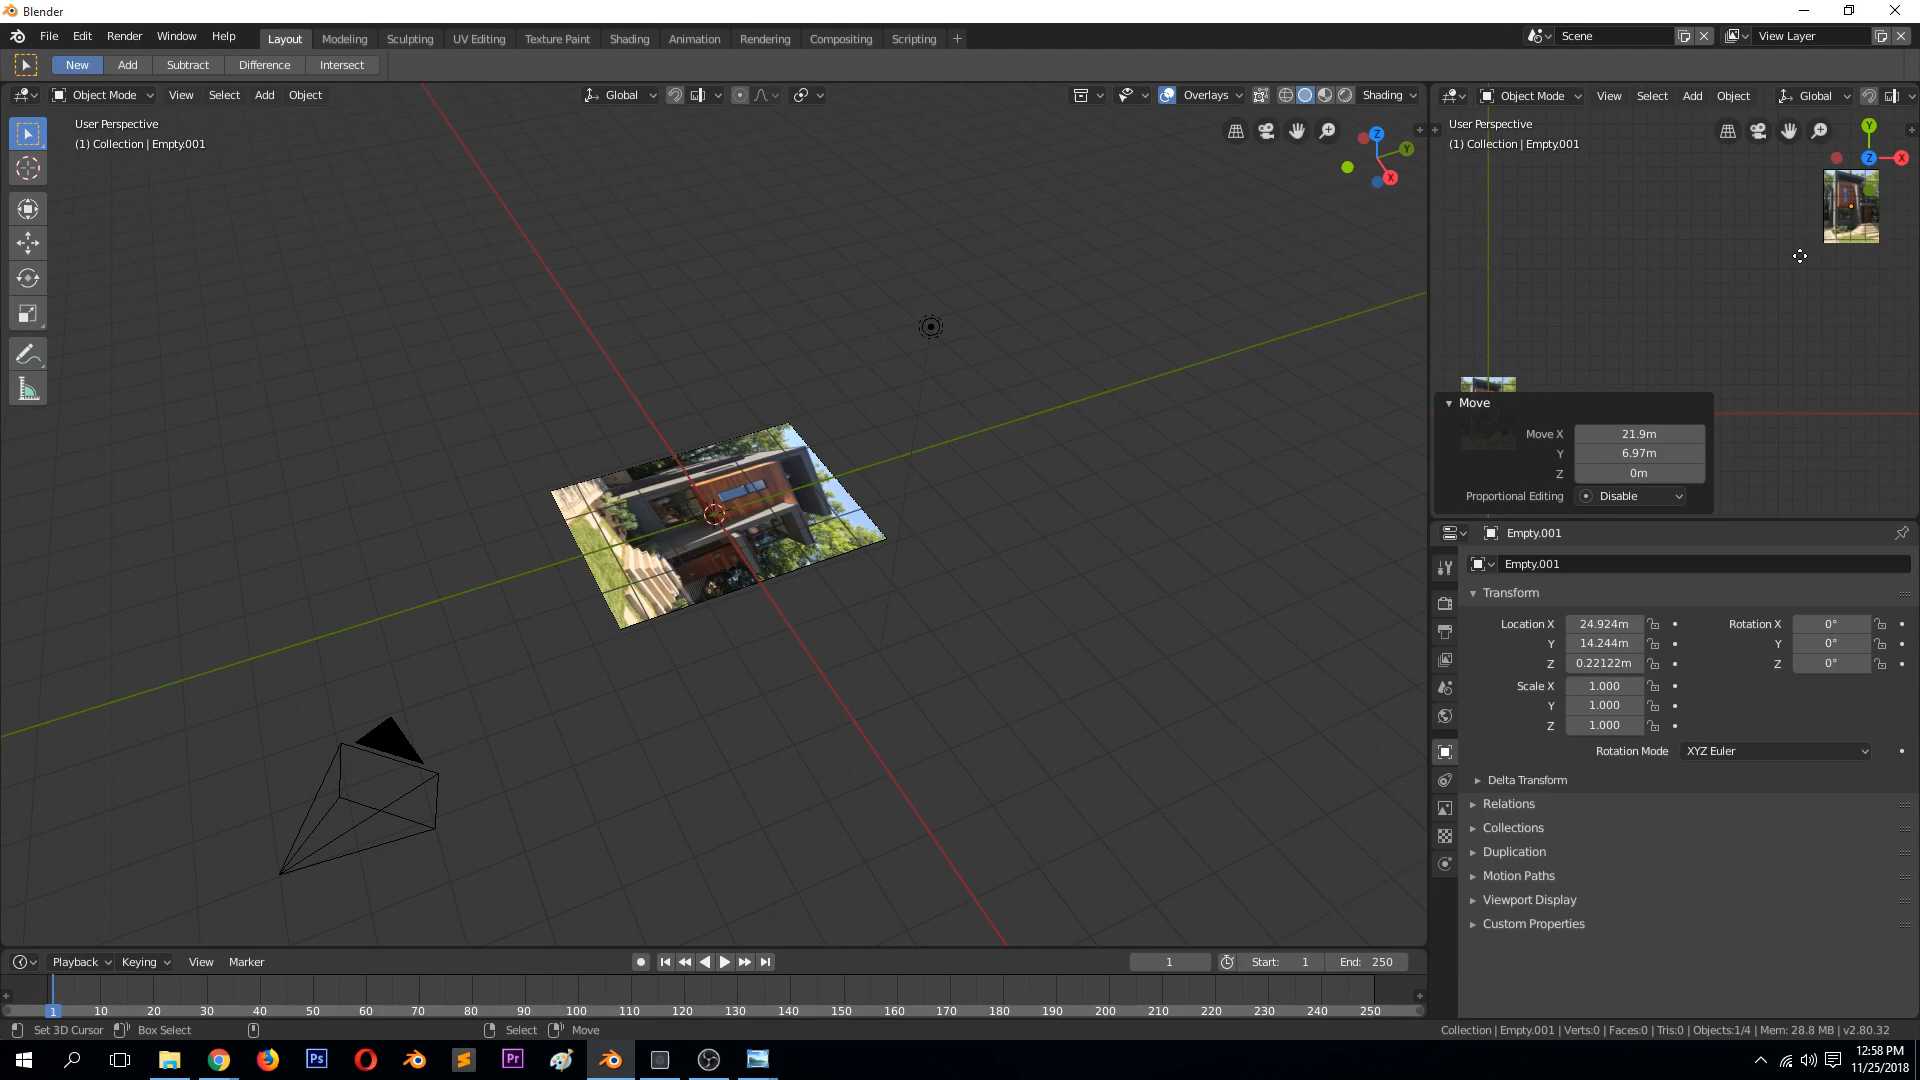 Blender
File Edit Render Window Help
Layout Modeling Sculpting UV Editing Texture Paint Shading Animation Rendering Compositing Scripting
Scene View Layer
New Add Subtract Difference Intersect
Object Mode View Select Add Object
Global
Overlays Shading
Object Mode View Select Add Object Global
User Perspective
(1) Collection | Empty.001
Z Y X
User Perspective
(1) Collection | Empty.001
Y Z X
Move
Move X 21.9m
Y 6.97m
Z 0m
Proportional Editing Disable
Empty.001
Empty.001
Transform
Location X 24.924m Rotation X 0°
Y 14.244m Y 0°
Z 0.22122m Z 0°
Scale X 1.000
Y 1.000
Z 1.000
Rotation Mode XYZ Euler
Delta Transform
Relations
Collections
Duplication
Motion Paths
Viewport Display
Custom Properties
Playback Keying View Marker
1 Start: 1 End: 250
1 10 20 30 40 50 60 70 80 90 100 110 120 130 140 150 160 170 180 190 200 210 220 230 240 250
Set 3D Cursor Box Select Select Move
Collection | Empty.001 | Verts:0 | Faces:0 | Tris:0 | Objects:1/4 | Mem: 28.8 MB | v2.80.32
Ps Pr
12:58 PM
11/25/2018